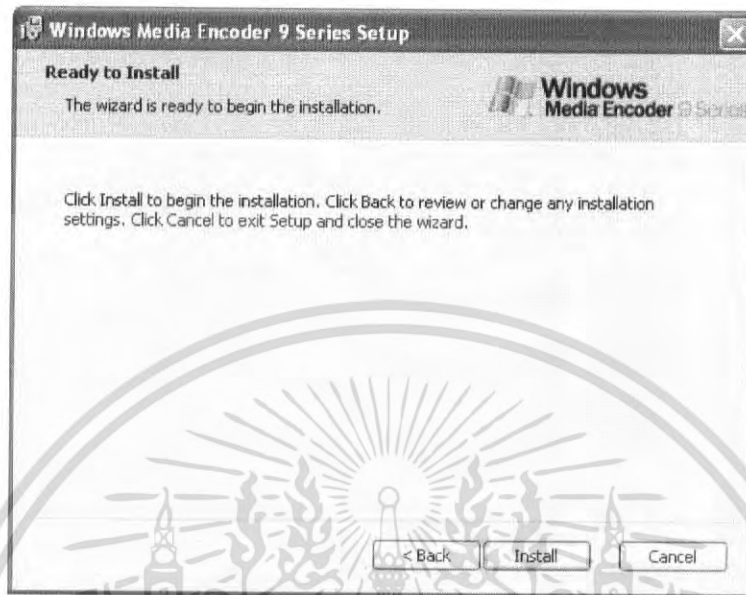 Windows Media Encoder 9 Series Setup
Ready to Install
The wizard is ready to begin the installation.
Windows
Media Encoder 9 Series
Click Install to begin the installation. Click Back to review or change any installation
settings. Click Cancel to exit Setup and close the wizard.
< Back
Install
Cancel